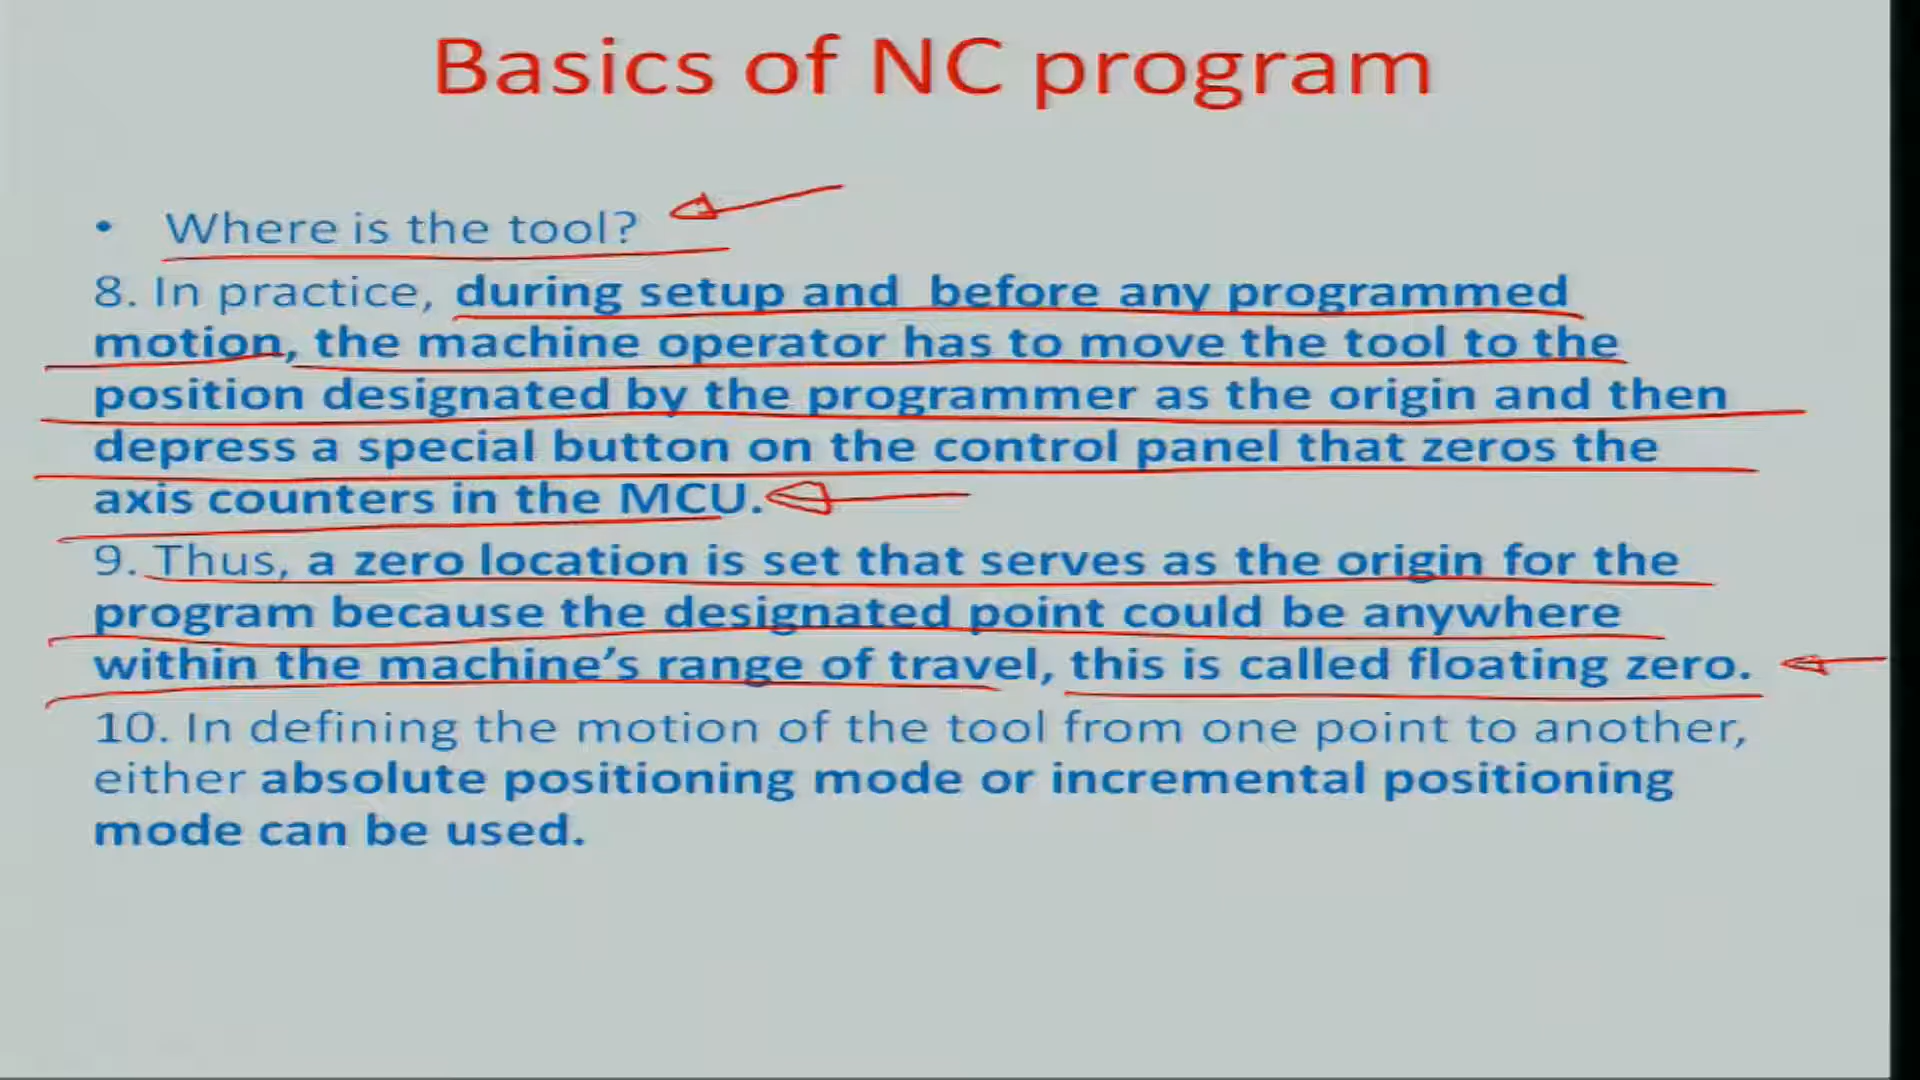 Basics of NC program
• Where is the tool?
8. In practice, during setup and before any programmed
motion, the machine operator has to move the tool to the
position designated by the programmer as the origin and then
depress a special button on the control panel that zeros the
axis counters in the MCU.
9. Thus, a zero location is set that serves as the origin for the
program because the designated point could be anywhere
within the machine’s range of travel, this is called floating zero.
10. In defining the motion of the tool from one point to another,
either absolute positioning mode or incremental positioning
mode can be used.